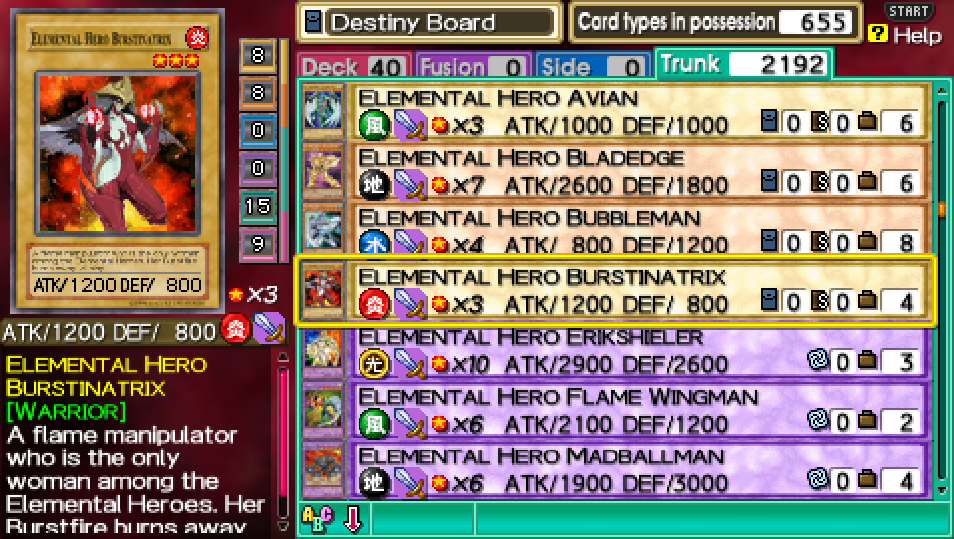 ELEMENTAL HERO BURSTINATRIX 炎
ATK/1200 DEF/ 800
×3
ATK/1200 DEF/ 800 炎
ELEMENTAL HERO
BURSTINATRIX
[WARRIOR]
A flame manipulator
who is the only
woman among the
Elemental Heroes. Her
Burstfire burns away
8
8
0
0
15
9
Destiny Board
Card types in possession 655
START
? Help
Deck 40 Fusion 0 Side 0 Trunk 2192
ELEMENTAL HERO AVIAN
風 ×3 ATK/1000 DEF/1000 0 S 0 6
ELEMENTAL HERO BLADEDGE
地 ×7 ATK/2600 DEF/1800 0 S 0 6
ELEMENTAL HERO BUBBLEMAN
水 ×4 ATK/ 800 DEF/1200 0 S 0 8
ELEMENTAL HERO BURSTINATRIX
炎 ×3 ATK/1200 DEF/ 800 0 S 0 4
ELEMENTAL HERO ERIKSHIELER
光 ×10 ATK/2900 DEF/2600 0 3
ELEMENTAL HERO FLAME WINGMAN
風 ×6 ATK/2100 DEF/1200 0 2
ELEMENTAL HERO MADBALLMAN
地 ×6 ATK/1900 DEF/3000 0 4
ABC